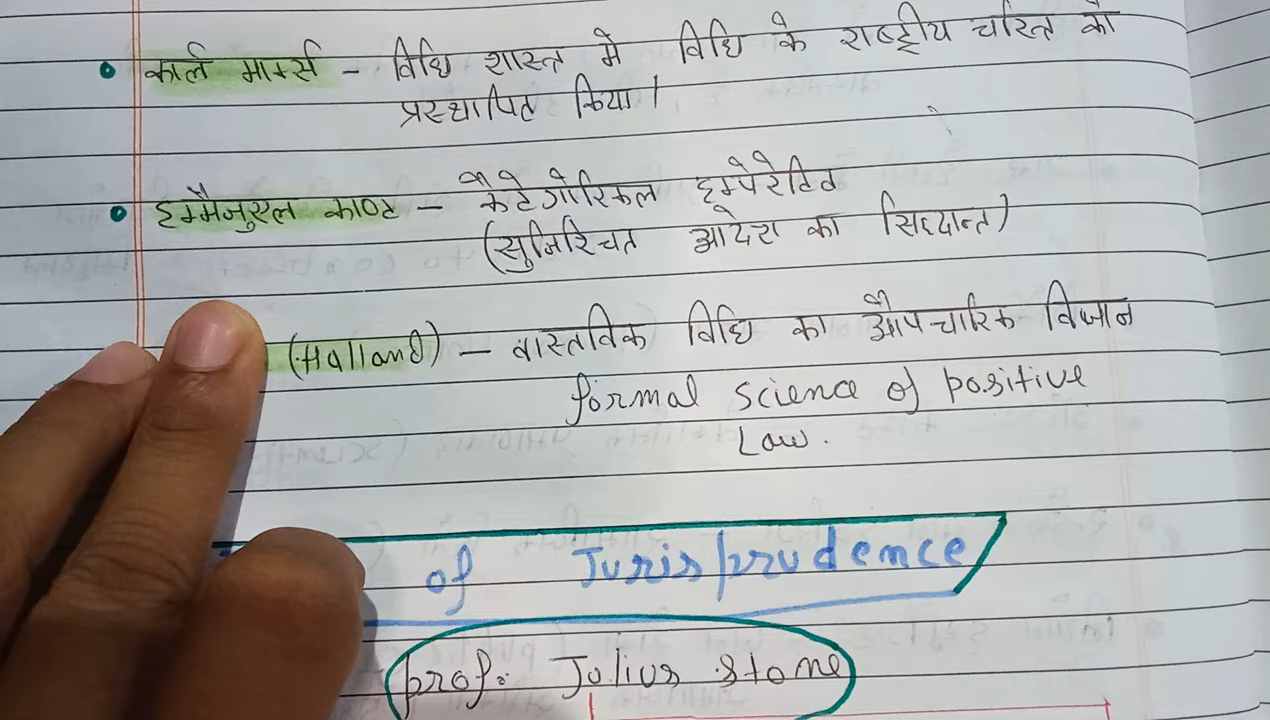 कार्ल मार्क्स – विधि शास्त्र में विधि के राष्ट्रीय चरित्र को
प्रस्थापित किया।
इम्मैनुएल काण्ट – कैटेगोरिकल इम्पेरेटिव
(सुनिश्चित आदेश का सिद्धान्त)
(Halland) – वास्तविक विधि का औपचारिक विज्ञान
formal science of positive
Law.
of Jurisprudence
prof. Julius stone